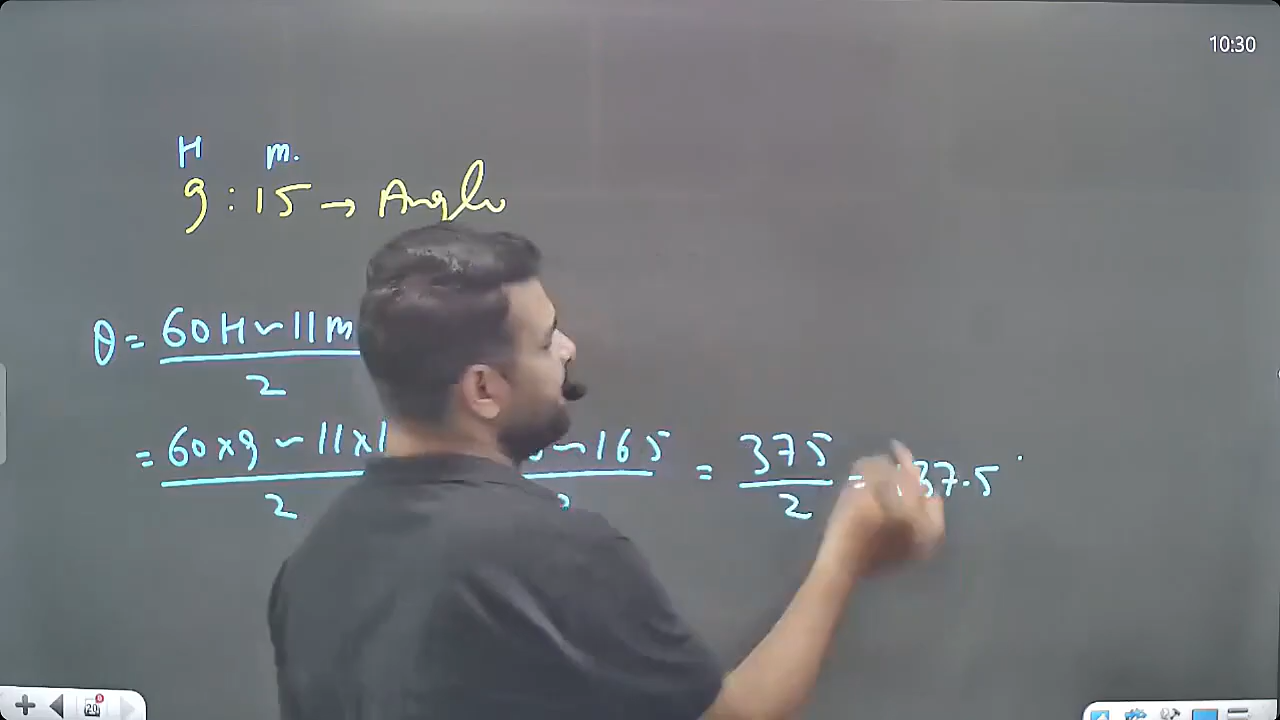 10:30
H m.
9 : 15 → Angle
θ = 60H ~ 11m / 2
= 60×9 ~ 11×1 / 2 ~ 165 = 375 / 2 = 37.5°